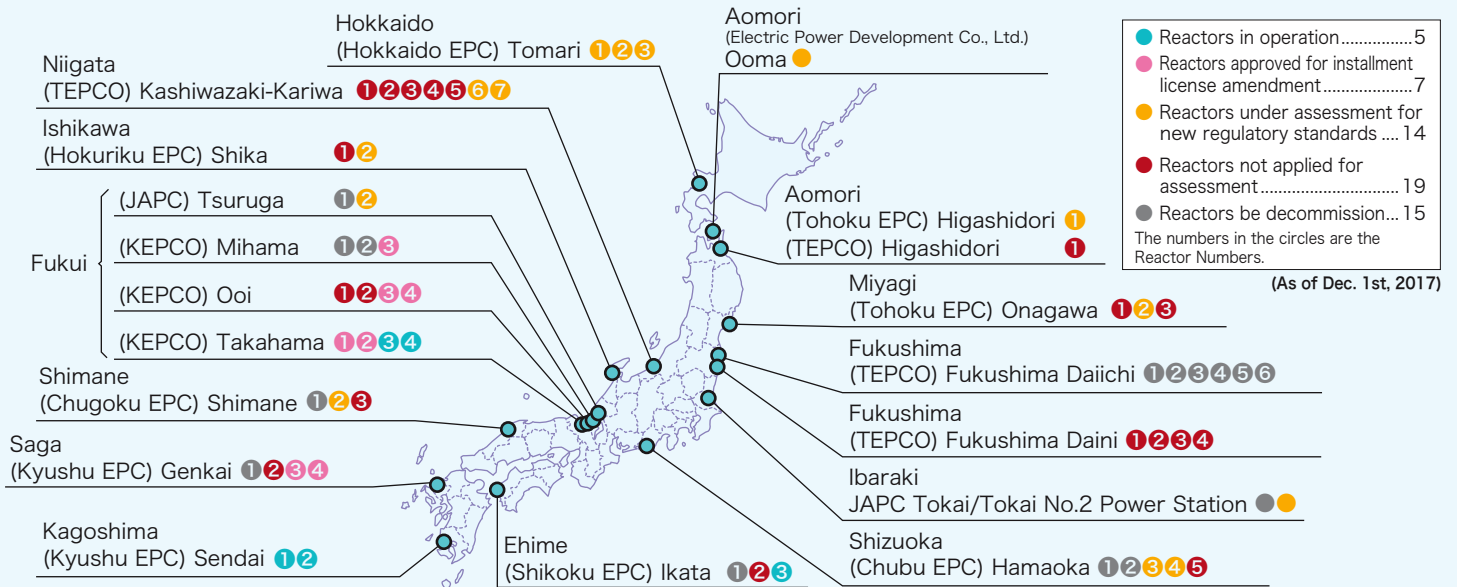 Hokkaido
(Hokkaido EPC) Tomari 1 2 3
Aomori
(Electric Power Development Co., Ltd.)
Ooma
Niigata
(TEPCO) Kashiwazaki-Kariwa 1 2 3 4 5 6 7
Ishikawa
(Hokuriku EPC) Shika 1 2
Fukui
(JAPC) Tsuruga 1 2
(KEPCO) Mihama 1 2 3
(KEPCO) Ooi 1 2 3 4
(KEPCO) Takahama 1 2 3 4
Shimane
(Chugoku EPC) Shimane 1 2 3
Saga
(Kyushu EPC) Genkai 1 2 3 4
Kagoshima
(Kyushu EPC) Sendai 1 2
Ehime
(Shikoku EPC) Ikata 1 2 3
Aomori
(Tohoku EPC) Higashidori 1
(TEPCO) Higashidori 1
Miyagi
(Tohoku EPC) Onagawa 1 2 3
Fukushima
(TEPCO) Fukushima Daiichi 1 2 3 4 5 6
Fukushima
(TEPCO) Fukushima Daini 1 2 3 4
Ibaraki
JAPC Tokai/Tokai No.2 Power Station
Shizuoka
(Chubu EPC) Hamaoka 1 2 3 4 5
Reactors in operation...............5
Reactors approved for installment
license amendment.......7
Reactors under assessment for
new regulatory standards ....14
Reactors not applied for
assessment.............................. 19
Reactors be decommission...15
The numbers in the circles are the
Reactor Numbers.
(As of Dec. 1st, 2017)